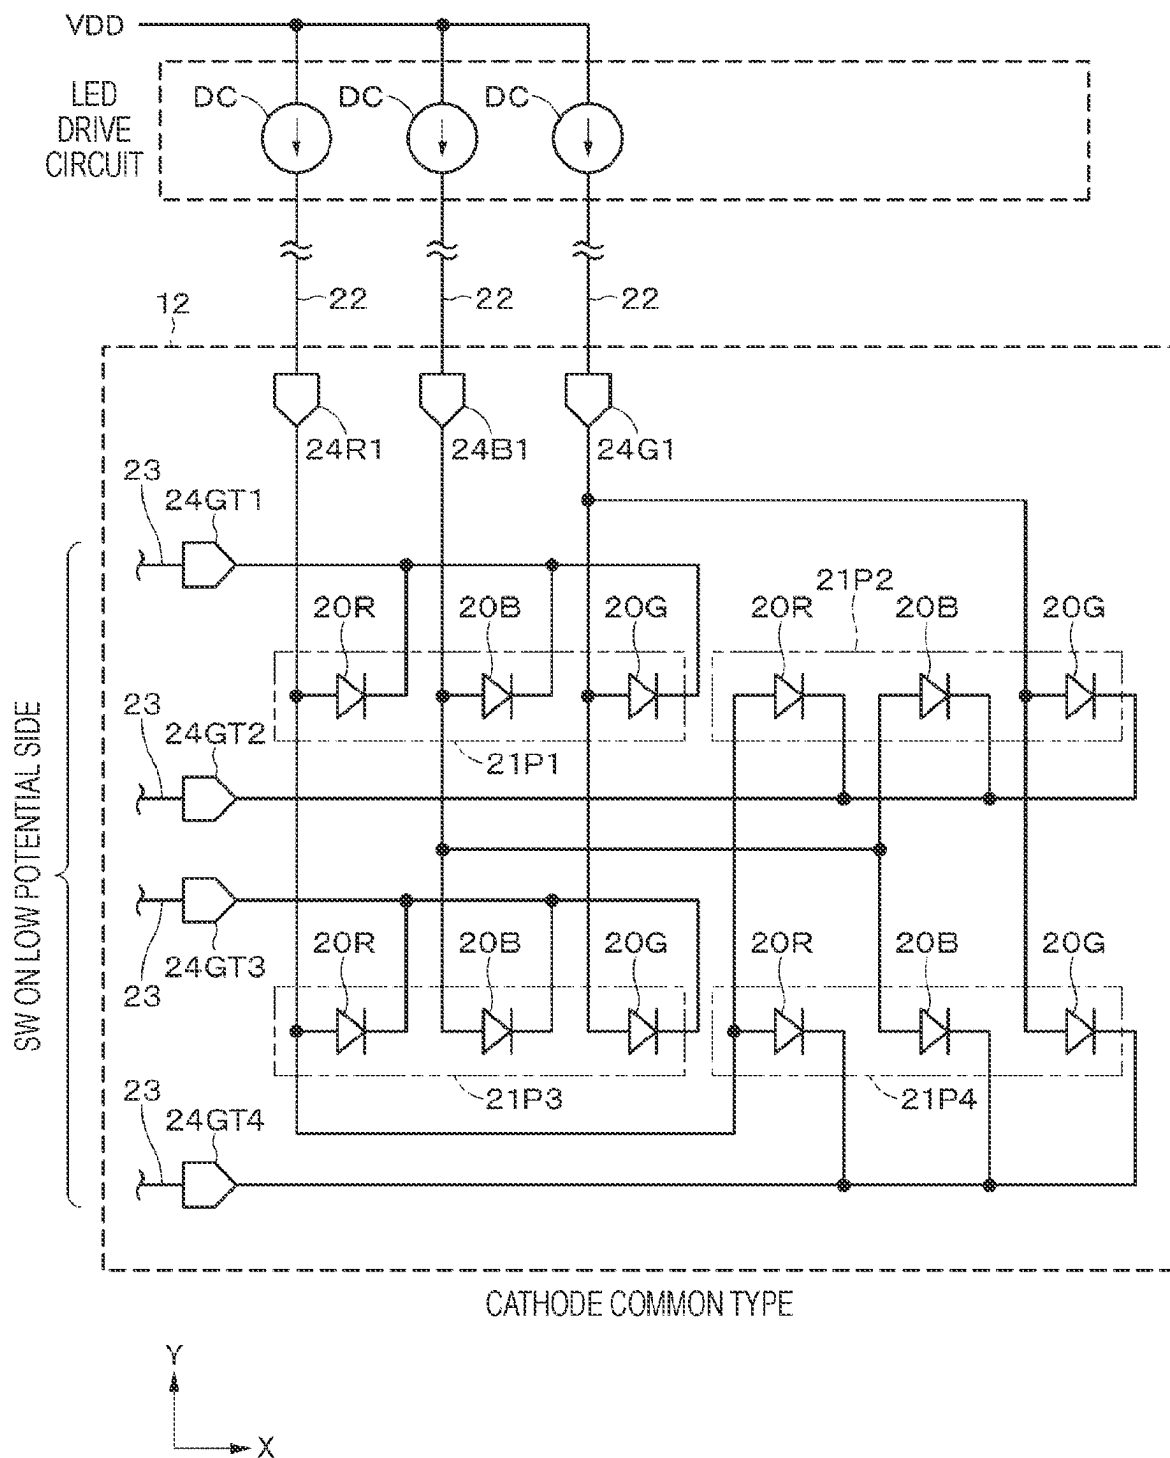 VDD
LED
DRIVE
CIRCUIT
DC
DC
DC
22
22
22
12
24R1
24B1
24G1
23
24GT1
21P2
20R
20B
20G
20R
20B
20G
23
24GT2
21P1
SW ON LOW POTENTIAL SIDE
20R
20B
20G
20R
20B
20G
24GT3
23
21P3
21P4
23
24GT4
CATHODE COMMON TYPE
Y
X